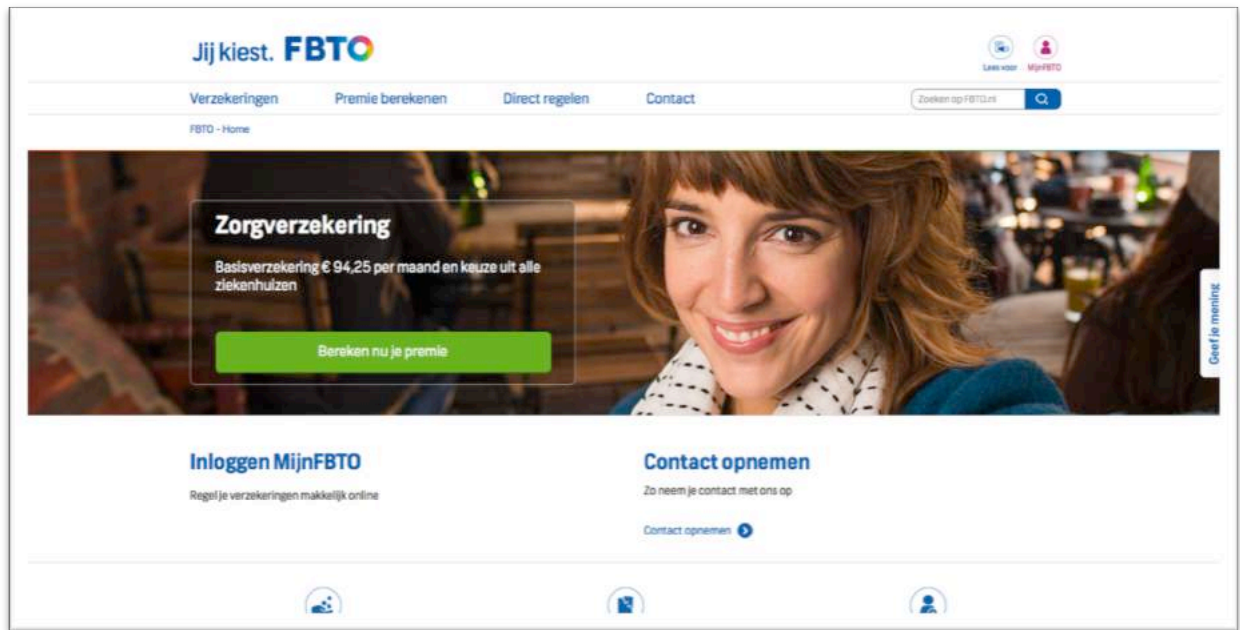 Jij kiest. FBTO
Lees voor
MijnFBTO
Verzekeringen
Premie berekenen
Direct regelen
Contact
Zoeken op FBTO.nl
FBTO - Home
Zorgverzekering
Basisverzekering € 94,25 per maand en keuze uit alle
ziekenhuizen
Bereken nu je premie
Geef je mening
Inloggen MijnFBTO
Regel je verzekeringen makkelijk online
Contact opnemen
Zo neem je contact met ons op
Contact opnemen